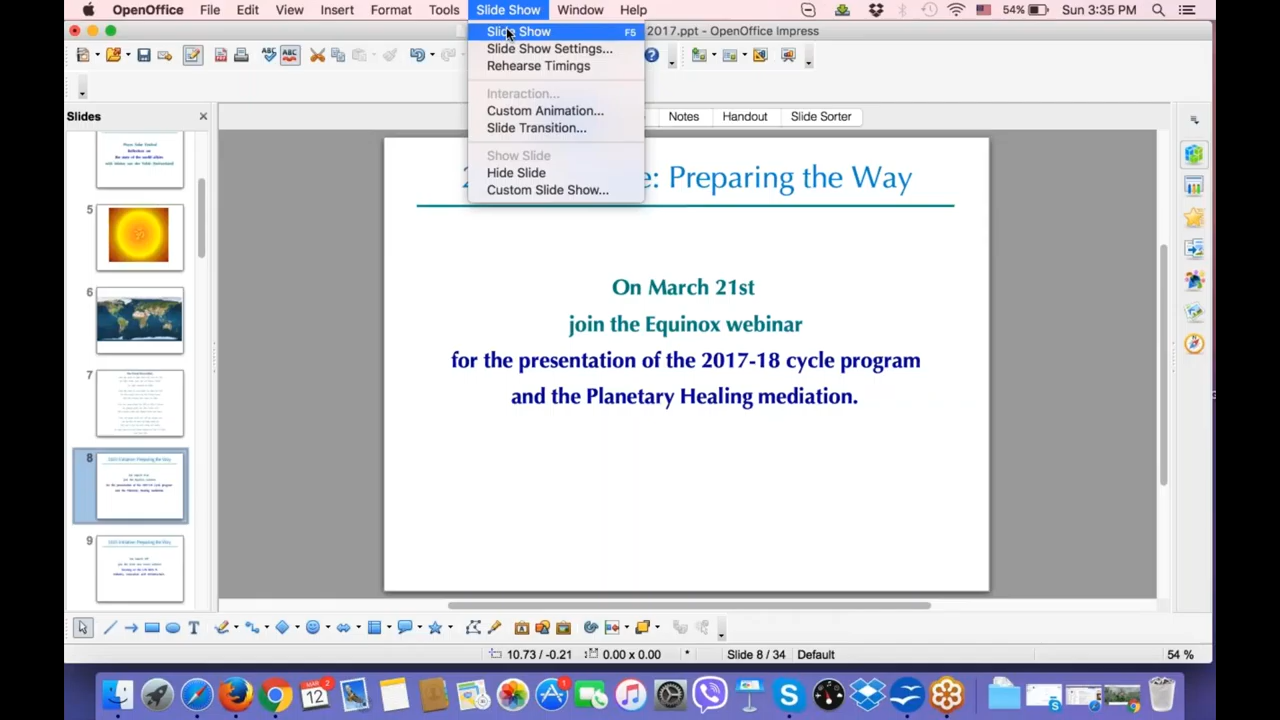 OpenOffice File Edit View Insert Format Tools Slide Show Window Help 54% Sun 3:35 PM
2017.ppt - OpenOffice Impress
Slide Show F5
Slide Show Settings...
Rehearse Timings
Interaction...
Custom Animation...
Slide Transition...
Show Slide
Hide Slide
Custom Slide Show...
Slides
Notes Handout Slide Sorter
5
6
7
8
9
e: Preparing the Way
On March 21st
join the Equinox webinar
for the presentation of the 2017-18 cycle program
and the Planetary Healing mediation.
10.73 / -0.21 0.00 x 0.00 * Slide 8 / 34 Default 54 %
MAR 2
12
1